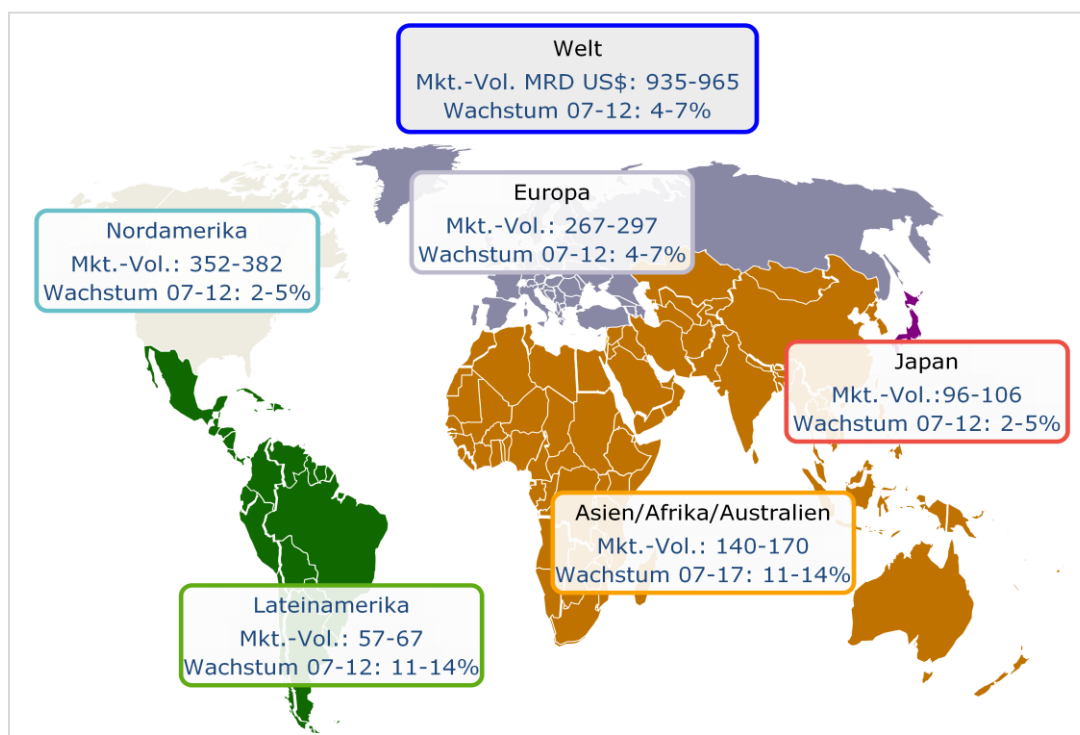 Welt
Mkt.-Vol. MRD US$: 935-965
Wachstum 07-12: 4-7%
Europa
Mkt.-Vol.: 267-297
Wachstum 07-12: 4-7%
Nordamerika
Mkt.-Vol.: 352-382
Wachstum 07-12: 2-5%
Japan
Mkt.-Vol.:96-106
Wachstum 07-12: 2-5%
Asien/Afrika/Australien
Mkt.-Vol.: 140-170
Wachstum 07-17: 11-14%
Lateinamerika
Mkt.-Vol.: 57-67
Wachstum 07-12: 11-14%